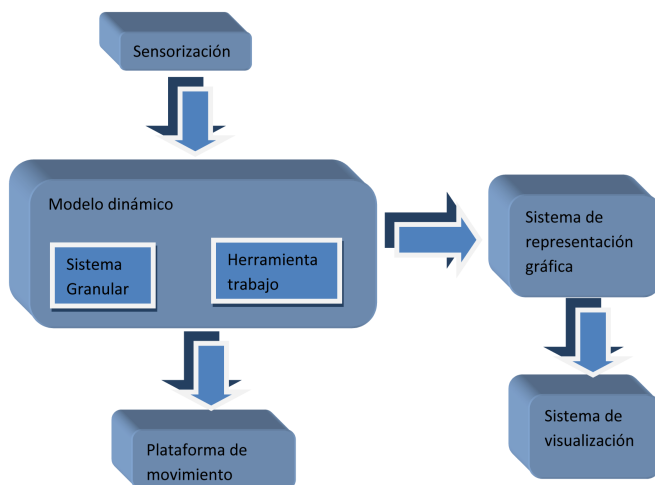 Sensorización
Modelo dinámico
Sistema
Granular
Herramienta
trabajo
Sistema de
representación
gráfica
Plataforma de
movimiento
Sistema de
visualización